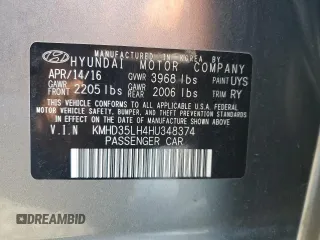 MANUFACTURED IN KOREA BY
HYUNDAI MOTOR COMPANY
APR/14/16 GVWR 3968 lbs PAINT UYS
GAWR FRONT 2205 lbs GAWR REAR 2006 lbs TRIM RY
THIS VEHICLE CONFORMS TO ALL APPLICABLE
FEDERAL MOTOR VEHICLE SAFETY, BUMPER, AND
THEFT PREVENTION STANDARDS IN EFFECT ON
THE DATE OF MANUFACTURE SHOWN ABOVE.
V.I.N KMHD35LH4HU348374
PASSENGER CAR
DREAMBID